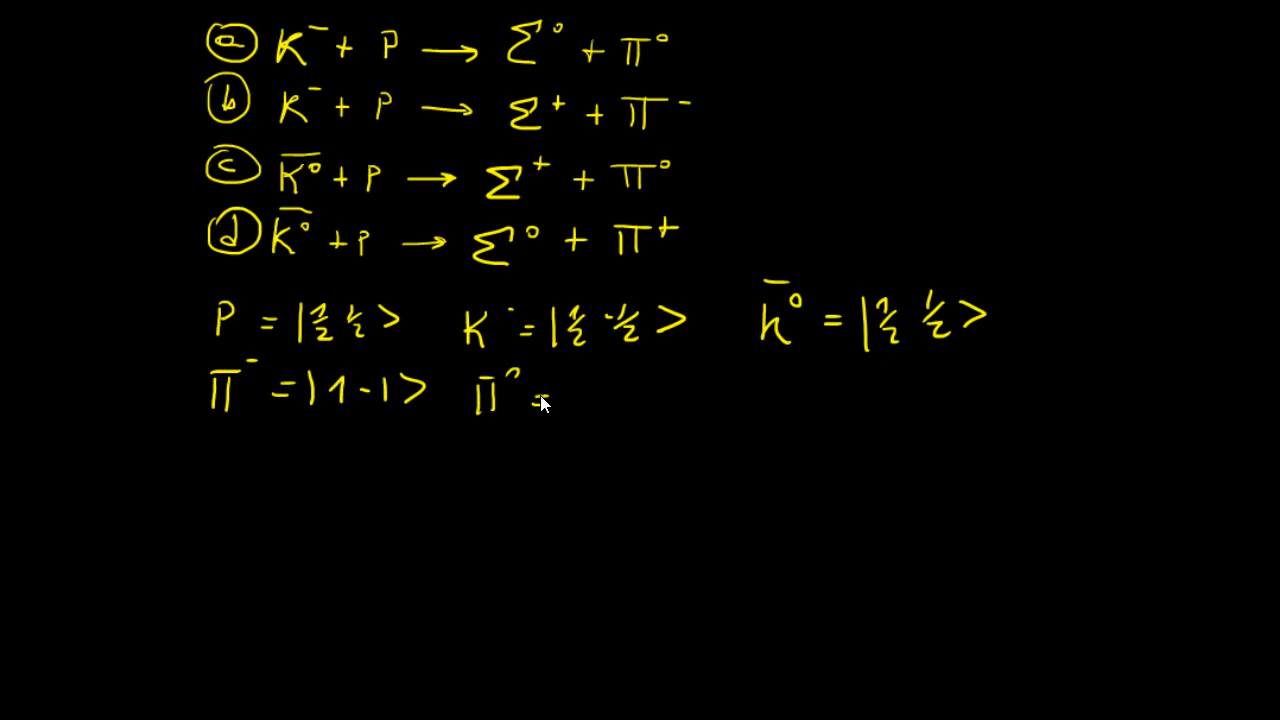 ⓐ K⁻ + P → Σ⁰ + π⁰
ⓑ K⁻ + P → Σ⁺ + π⁻
ⓒ K̄⁰ + P → Σ⁺ + π⁰
ⓓ K̄⁰ + P → Σ⁰ + π⁺
P = |1/2 1/2> K⁻ = |1/2 -1/2> K̄⁰ = |1/2 1/2>
π⁻ = |1 -1> π⁰ =